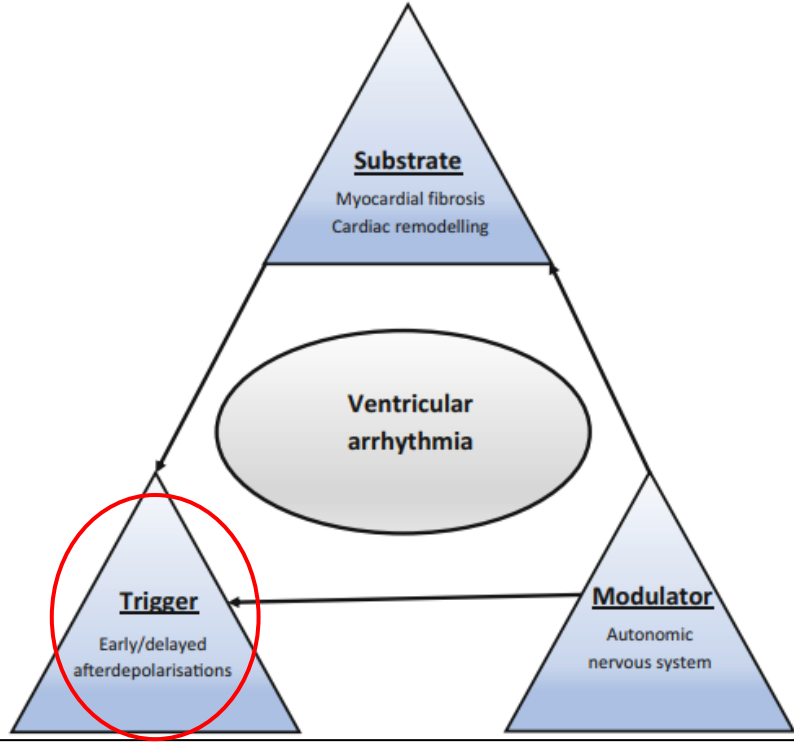 Substrate
Myocardial fibrosis
Cardiac remodelling
Ventricular
arrhythmia
Trigger
Early/delayed
afterdepolarisations
Modulator
Autonomic
nervous system